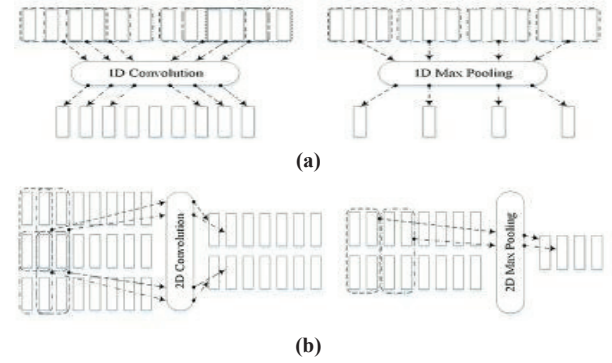 1D Convolution
1D Max Pooling
(a)
2D Convolution
2D Max Pooling
(b)